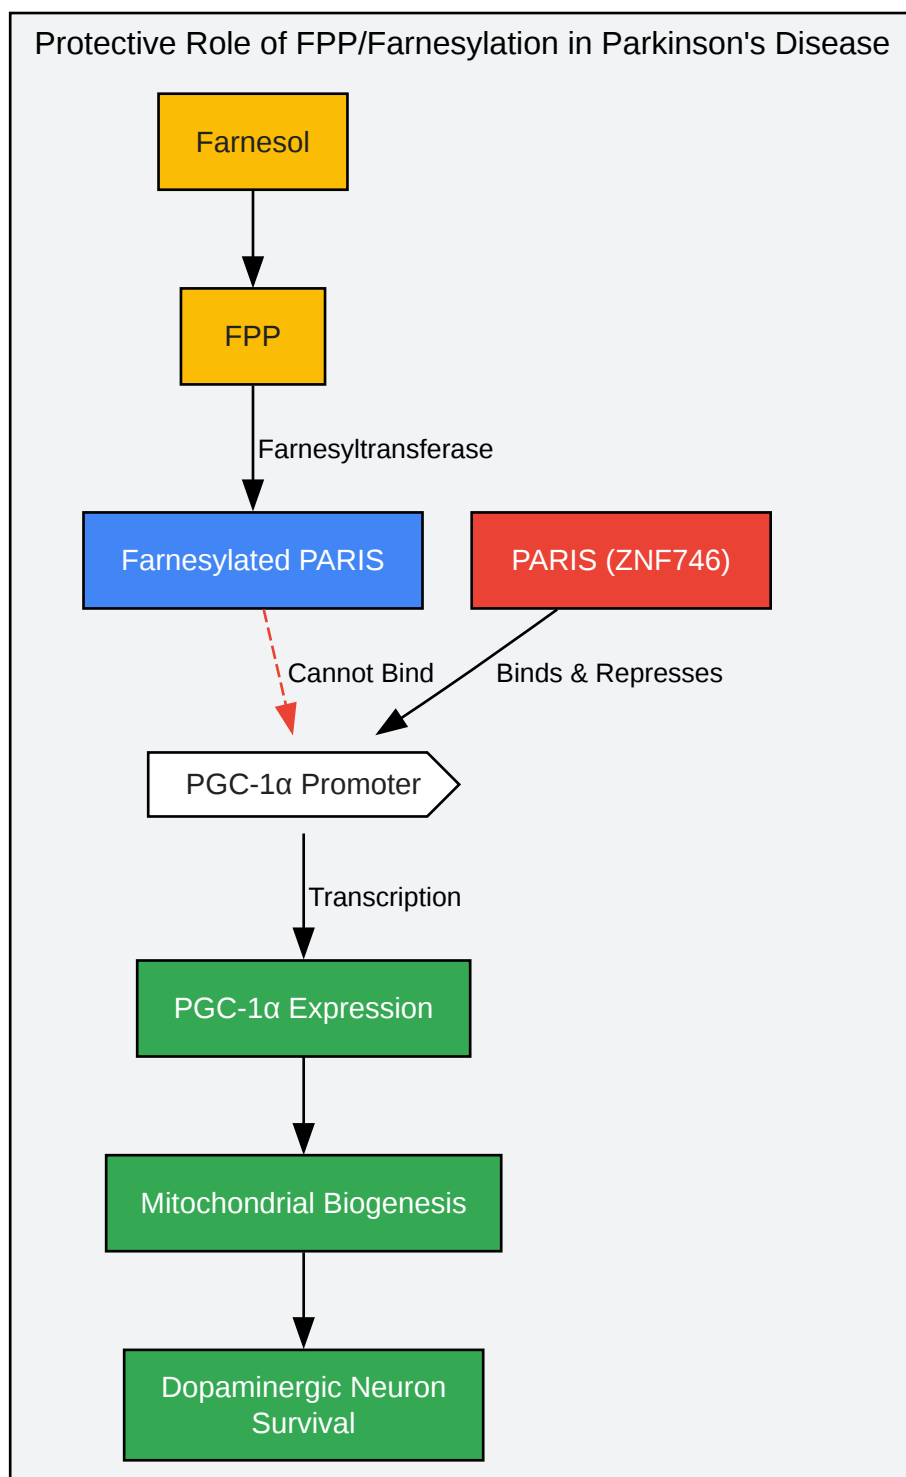 Protective Role of FPP/Farnesylation in Parkinson's Disease
Farnesol
FPP
Farnesyltransferase
Farnesylated PARIS
PARIS (ZNF746)
Cannot Bind
Binds & Represses
PGC-1α Promoter
Transcription
PGC-1α Expression
Mitochondrial Biogenesis
Dopaminergic Neuron
Survival